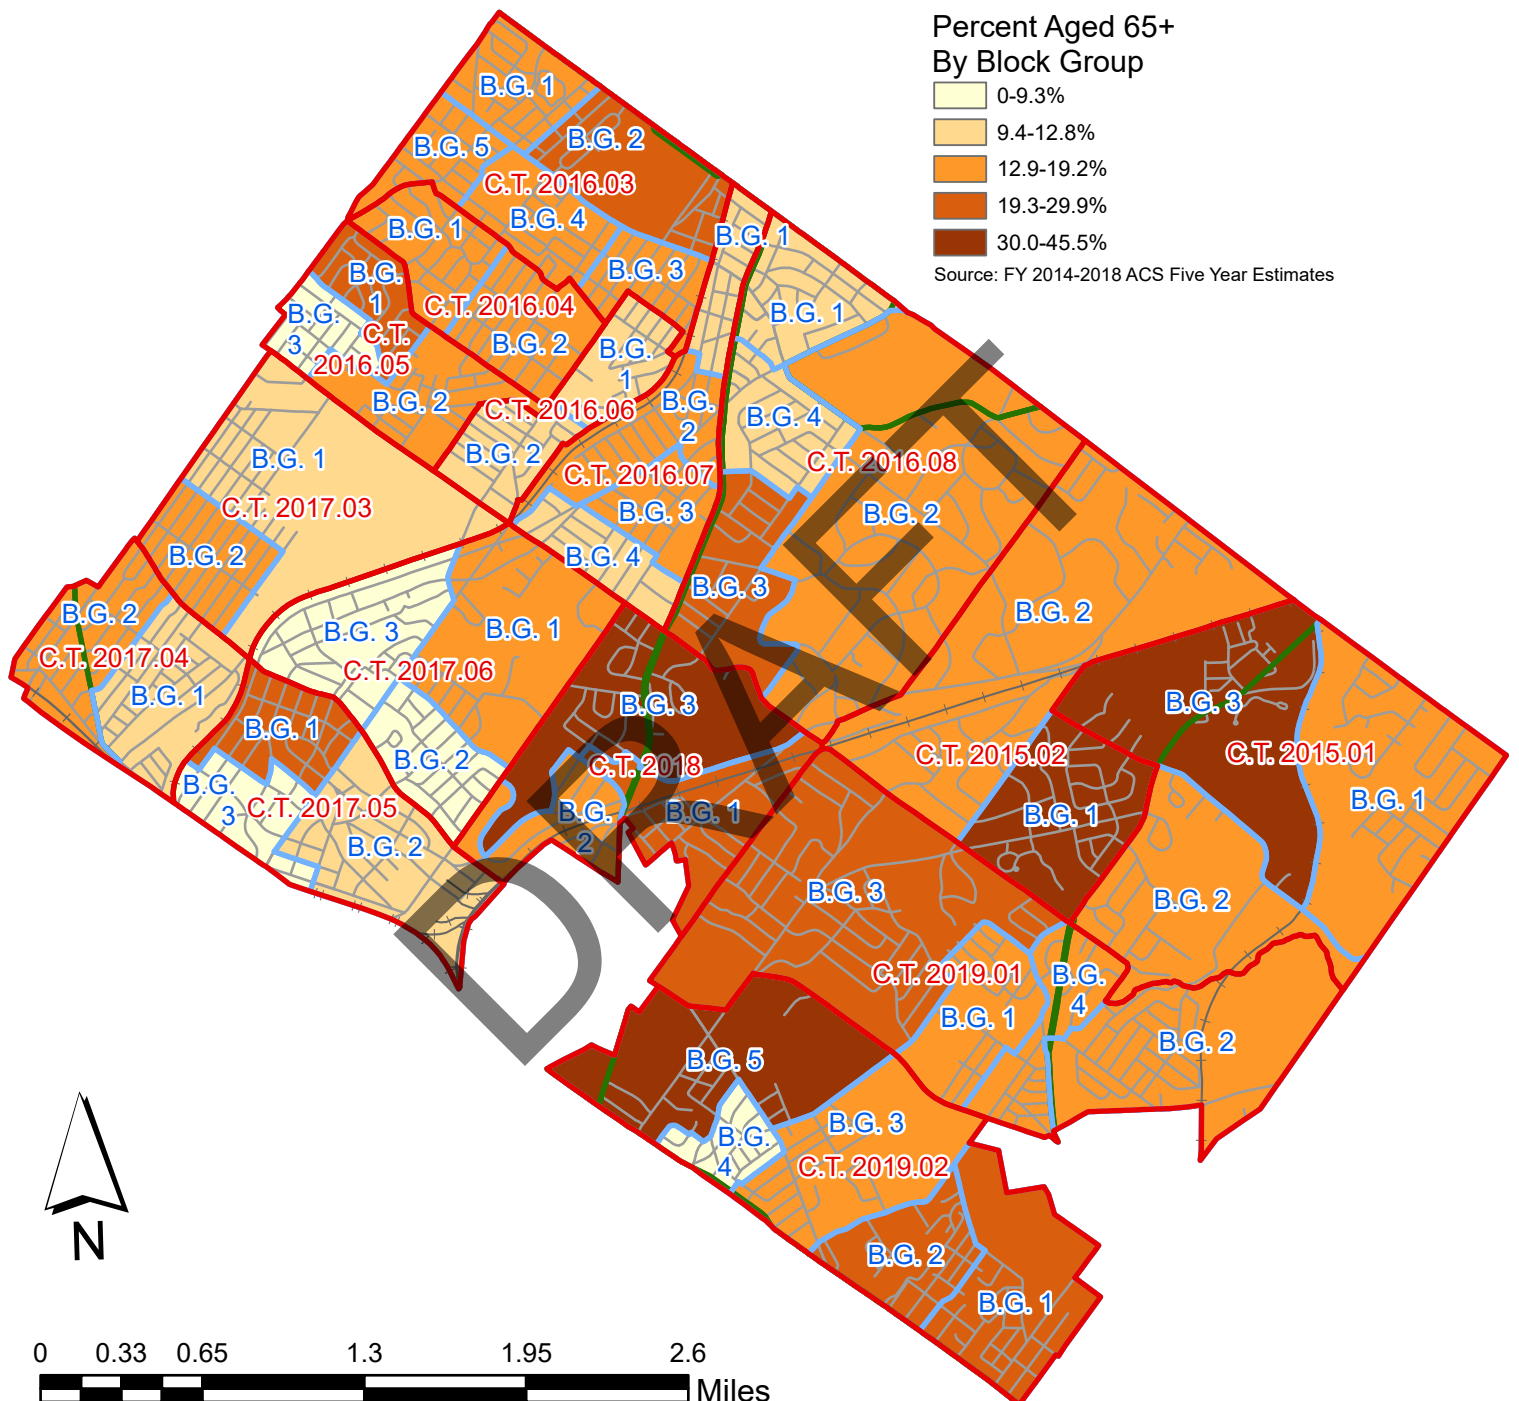 Percent Aged 65+
By Block Group
0-9.3%
9.4-12.8%
12.9-19.2%
19.3-29.9%
30.0-45.5%
Source: FY 2014-2018 ACS Five Year Estimates
B.G. 1
B.G. 5
B.G. 2
C.T. 2016.03
B.G. 4
B.G. 3
B.G. 1
B.G.
1
B.G.
3
C.T.
2016.05
B.G. 2
C.T. 2016.04
B.G. 2
B.G.
1
C.T. 2016.06
B.G. 2
B.G. 1
B.G.
2
C.T. 2016.07
B.G. 3
B.G. 4
B.G. 1
B.G. 4
C.T. 2016.08
B.G. 2
B.G. 3
B.G. 1
C.T. 2017.03
B.G. 2
B.G. 2
C.T. 2017.04
B.G. 1
B.G. 3
C.T. 2017.06
B.G. 1
B.G. 2
B.G. 1
B.G.
3
C.T. 2017.05
B.G. 2
B.G. 3
C.T. 2018
B.G.
2
B.G. 1
B.G. 2
C.T. 2015.02
B.G. 1
B.G. 3
C.T. 2015.01
B.G. 1
B.G. 2
B.G. 3
C.T. 2019.01
B.G. 1
B.G.
4
B.G. 2
B.G. 5
B.G.
4
B.G. 3
C.T. 2019.02
B.G. 2
B.G. 1
DRAFT
N
0 0.33 0.65 1.3 1.95 2.6
Miles